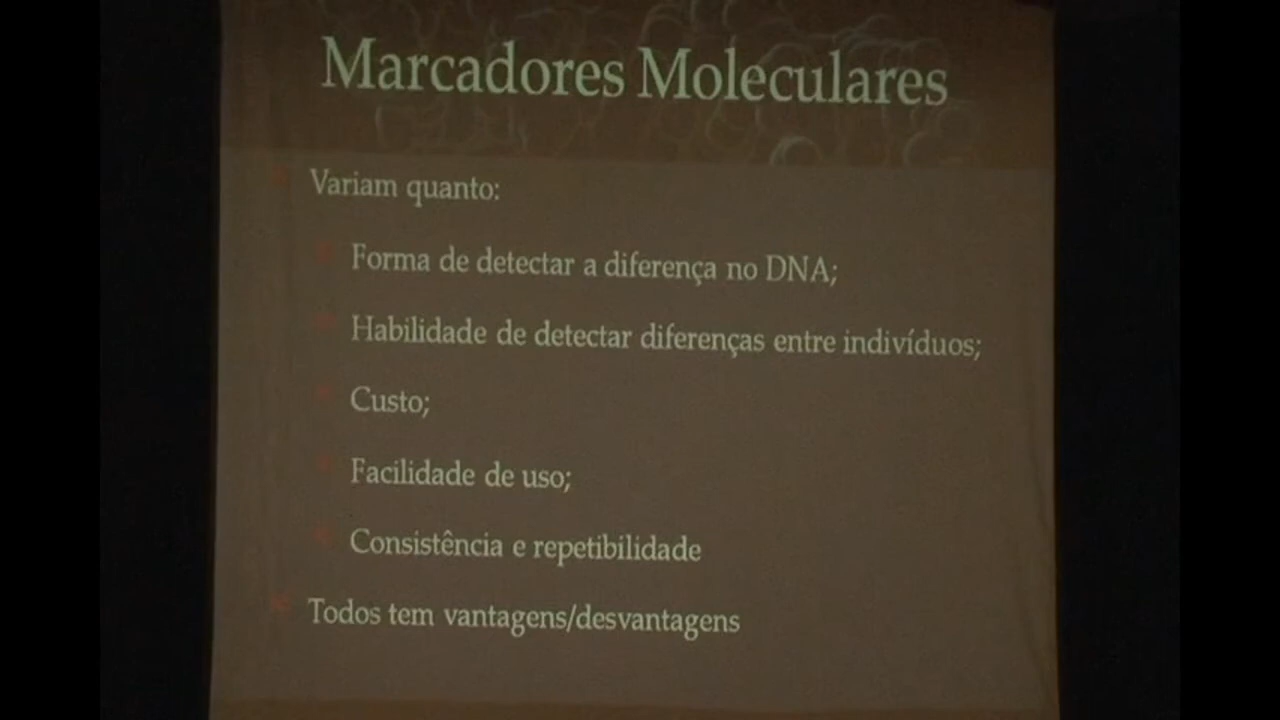 Marcadores Moleculares
Variam quanto:
Forma de detectar a diferença no DNA;
Habilidade de detectar diferenças entre indivíduos;
Custo;
Facilidade de uso;
Consistência e repetibilidade
Todos tem vantagens/desvantagens